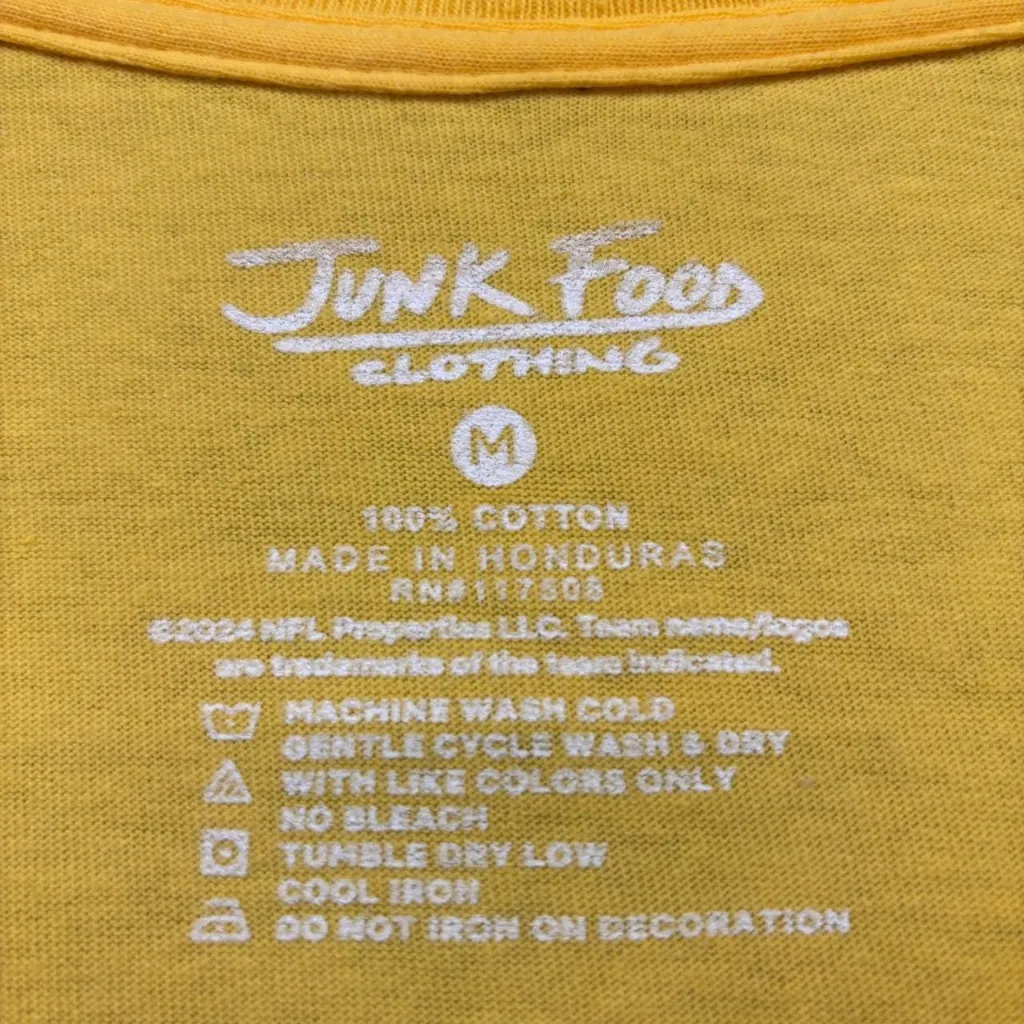 JUNK FOOD
CLOTHING
M
100% COTTON
MADE IN HONDURAS
RN#117508
©2024 NFL Properties LLC. Team name/logos
are trademarks of the team indicated.
MACHINE WASH COLD
GENTLE CYCLE WASH & DRY
WITH LIKE COLORS ONLY
NO BLEACH
TUMBLE DRY LOW
COOL IRON
DO NOT IRON ON DECORATION